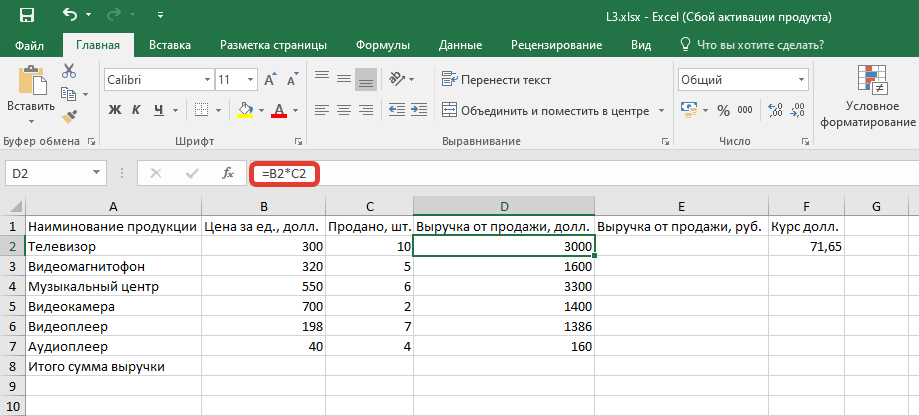 L3.xlsx - Excel (Сбой активации продукта)
Файл Главная Вставка Разметка страницы Формулы Данные Рецензирование Вид Что вы хотите сделать?
Calibri 11 A A Перенести текст Общий
Вставить Ж К Ч A Объединить и поместить в центре % 000 ,00 ,0 Условное форматирование
Буфер обмена Шрифт Выравнивание Число
D2 fx =B2*C2
A B C D E F G H
1 Наиминование продукции Цена за ед., долл. Продано, шт. Выручка от продажи, долл. Выручка от продажи, руб. Курс долл.
2 Телевизор 300 10 3000 71,65
3 Видеомагнитофон 320 5 1600
4 Музыкальный центр 550 6 3300
5 Видеокамера 700 2 1400
6 Видеоплеер 198 7 1386
7 Аудиоплеер 40 4 160
8 Итого сумма выручки
9
10